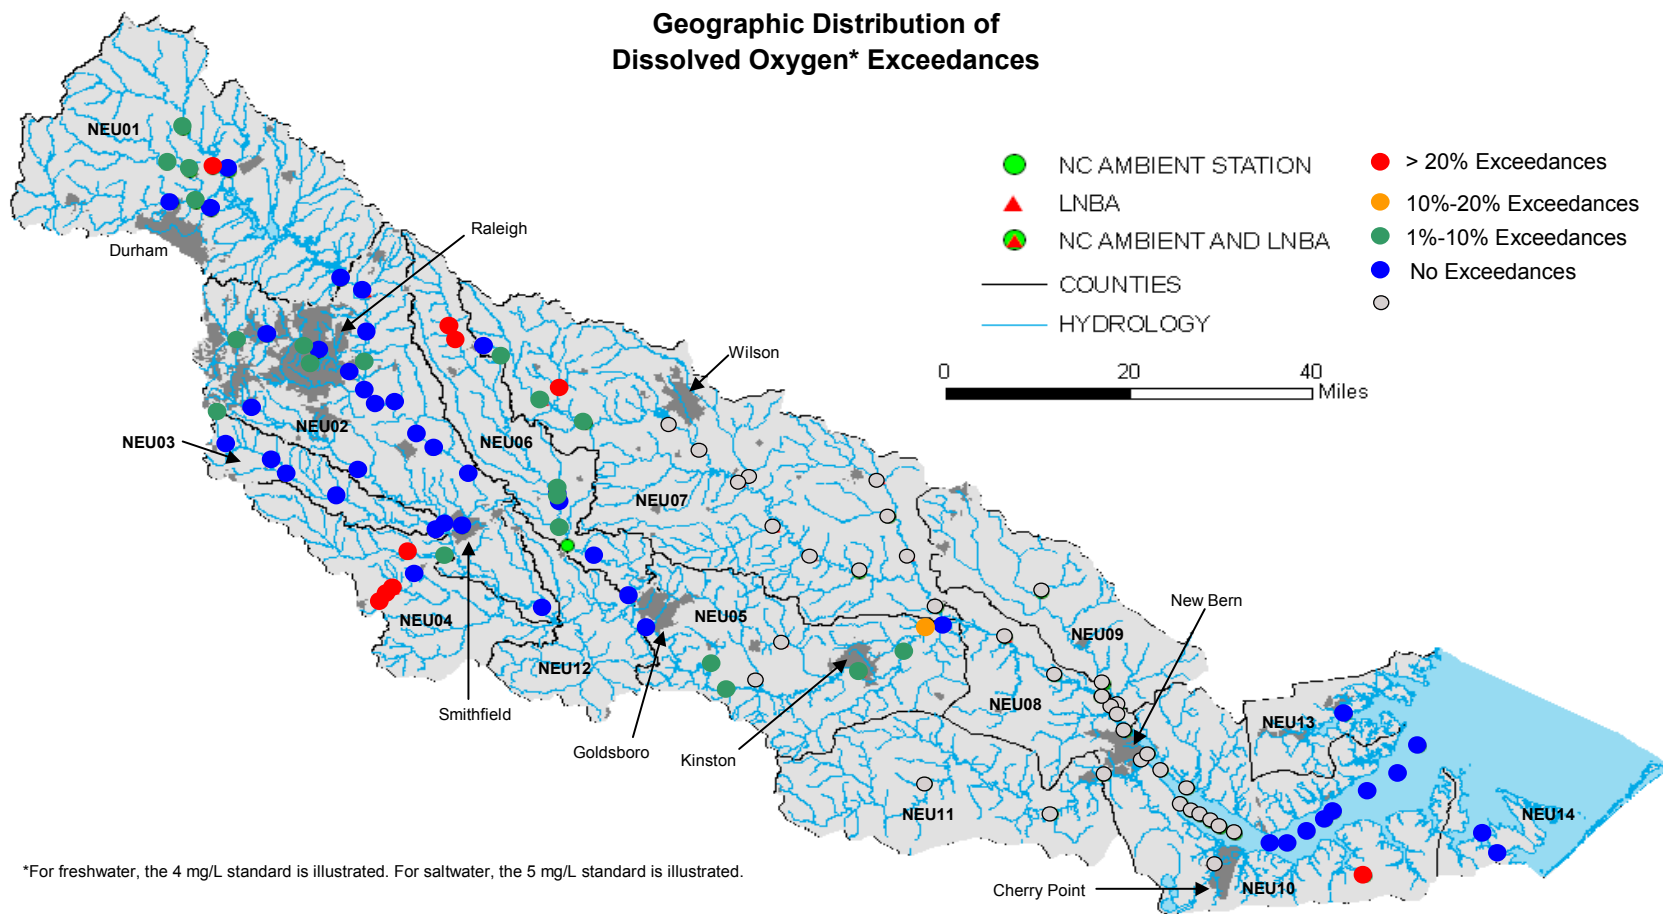 Geographic Distribution of
Dissolved Oxygen* Exceedances
NC AMBIENT STATION
LNBA
NC AMBIENT AND LNBA
COUNTIES
HYDROLOGY
> 20% Exceedances
10%-20% Exceedances
1%-10% Exceedances
No Exceedances
0
20
40
Miles
NEU01
Durham
Raleigh
Wilson
NEU02
NEU03
NEU06
NEU07
NEU04
NEU12
NEU05
NEU09
New Bern
NEU08
Smithfield
Goldsboro
Kinston
NEU13
NEU11
NEU14
NEU10
Cherry Point
*For freshwater, the 4 mg/L standard is illustrated. For saltwater, the 5 mg/L standard is illustrated.